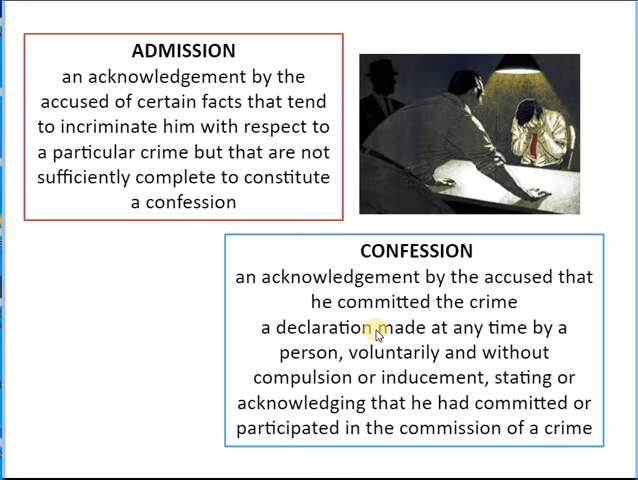 ADMISSION
an acknowledgement by the
accused of certain facts that tend
to incriminate him with respect to
a particular crime but that are not
sufficiently complete to constitute
a confession
CONFESSION
an acknowledgement by the accused that
he committed the crime
a declaration made at any time by a
person, voluntarily and without
compulsion or inducement, stating or
acknowledging that he had committed or
participated in the commission of a crime